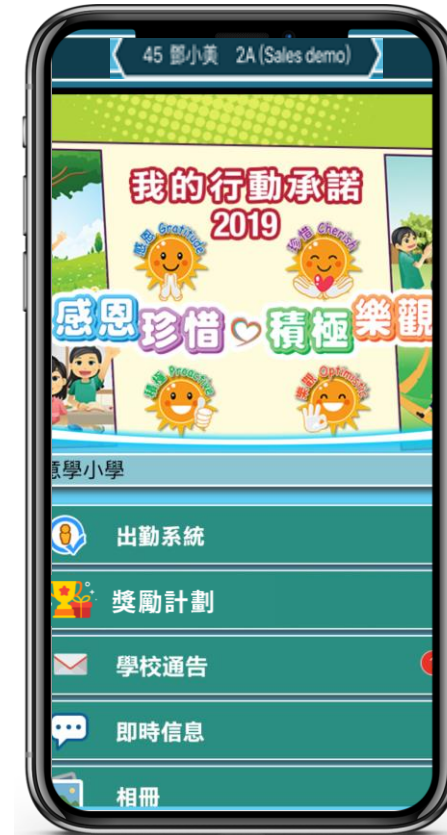 45 鄧小美 2A (Sales demo)
我的行動承諾
2019
感恩 Gratitude
珍惜 Cherish
感恩 珍惜 積極 樂觀
積極 Proactive
樂觀 Optimistic
意學小學
出勤系統
獎勵計劃
學校通告
即時信息
相冊